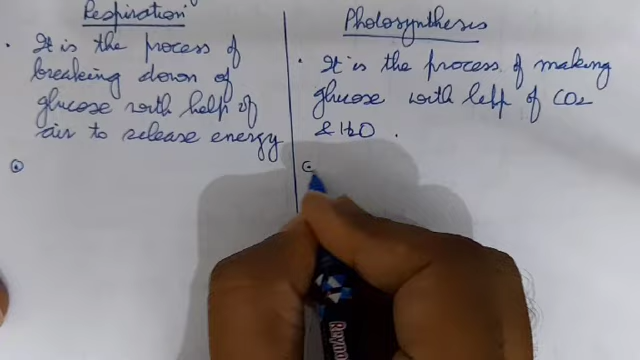 Respiration
• It is the process of
breaking down of
glucose with help of
air to release energy
Photosynthesis
• It is the process of making
glucose with help of CO2
& H2O .
Reyno